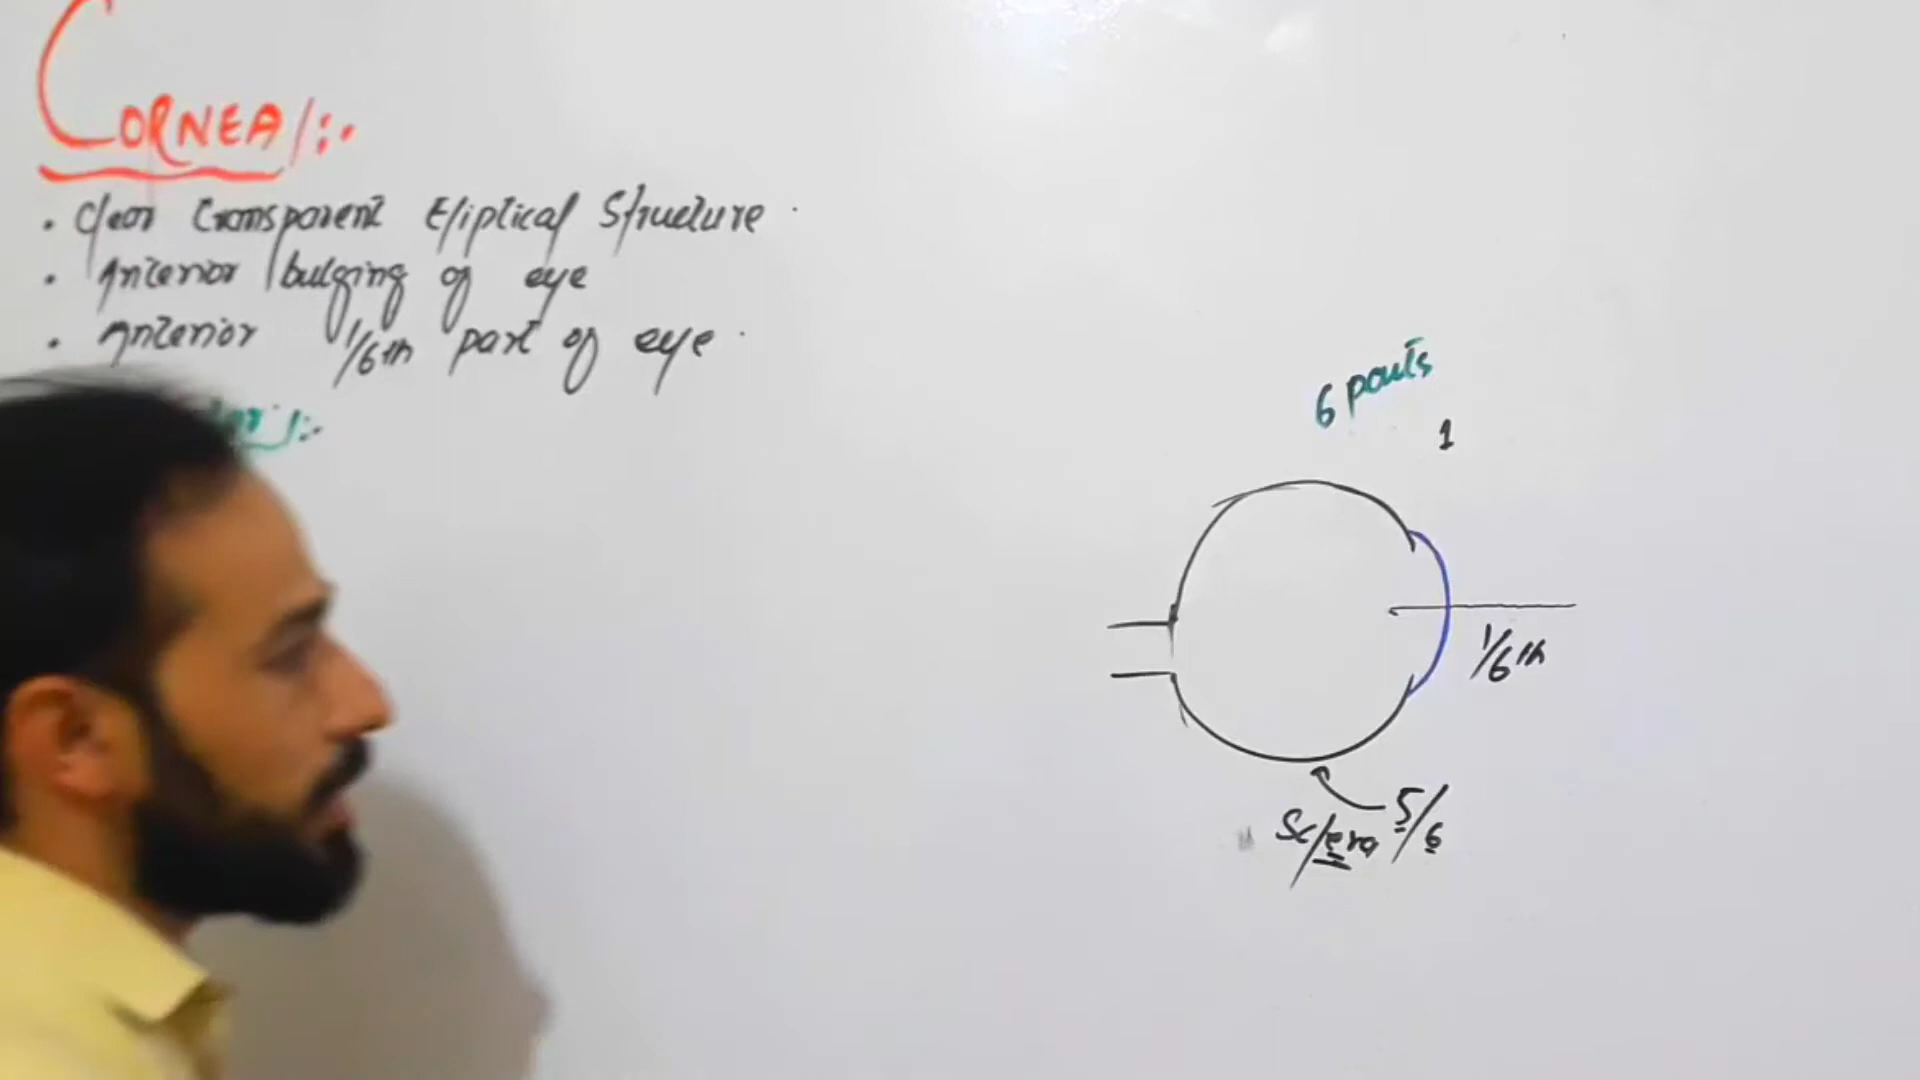 CORNEA/:-
• Clear transparent Eliptical Structure.
• Anterior bulging of eye
• Anterior 1/6th part of eye.
6 parts
1
1/6th
Sclera 5/6